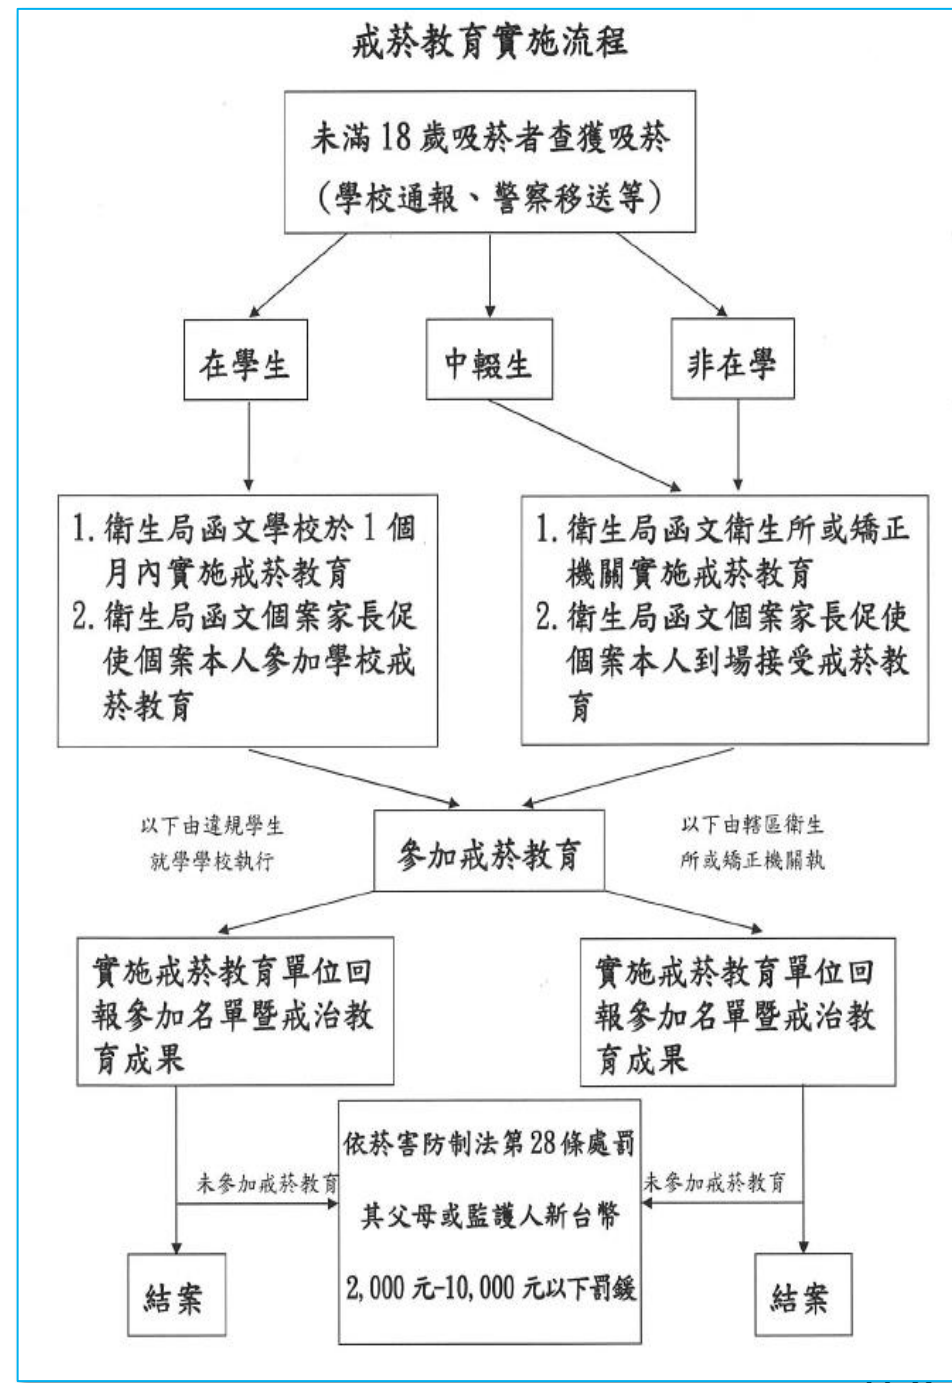 戒菸教育實施流程
未滿 18 歲吸菸者查獲吸菸
(學校通報、警察移送等)
在學生
中輟生
非在學
1. 衛生局函文學校於 1 個
月內實施戒菸教育
2. 衛生局函文個案家長促
使個案本人參加學校戒
菸教育
1. 衛生局函文衛生所或矯正
機關實施戒菸教育
2. 衛生局函文個案家長促使
個案本人到場接受戒菸教
育
以下由違規學生
就學學校執行
參加戒菸教育
以下由轄區衛生
所或矯正機關執
實施戒菸教育單位回
報參加名單暨戒治教
育成果
實施戒菸教育單位回
報參加名單暨戒治教
育成果
未參加戒菸教育
依菸害防制法第 28 條處罰
其父母或監護人新台幣
2,000 元-10,000 元以下罰鍰
未參加戒菸教育
結案
結案